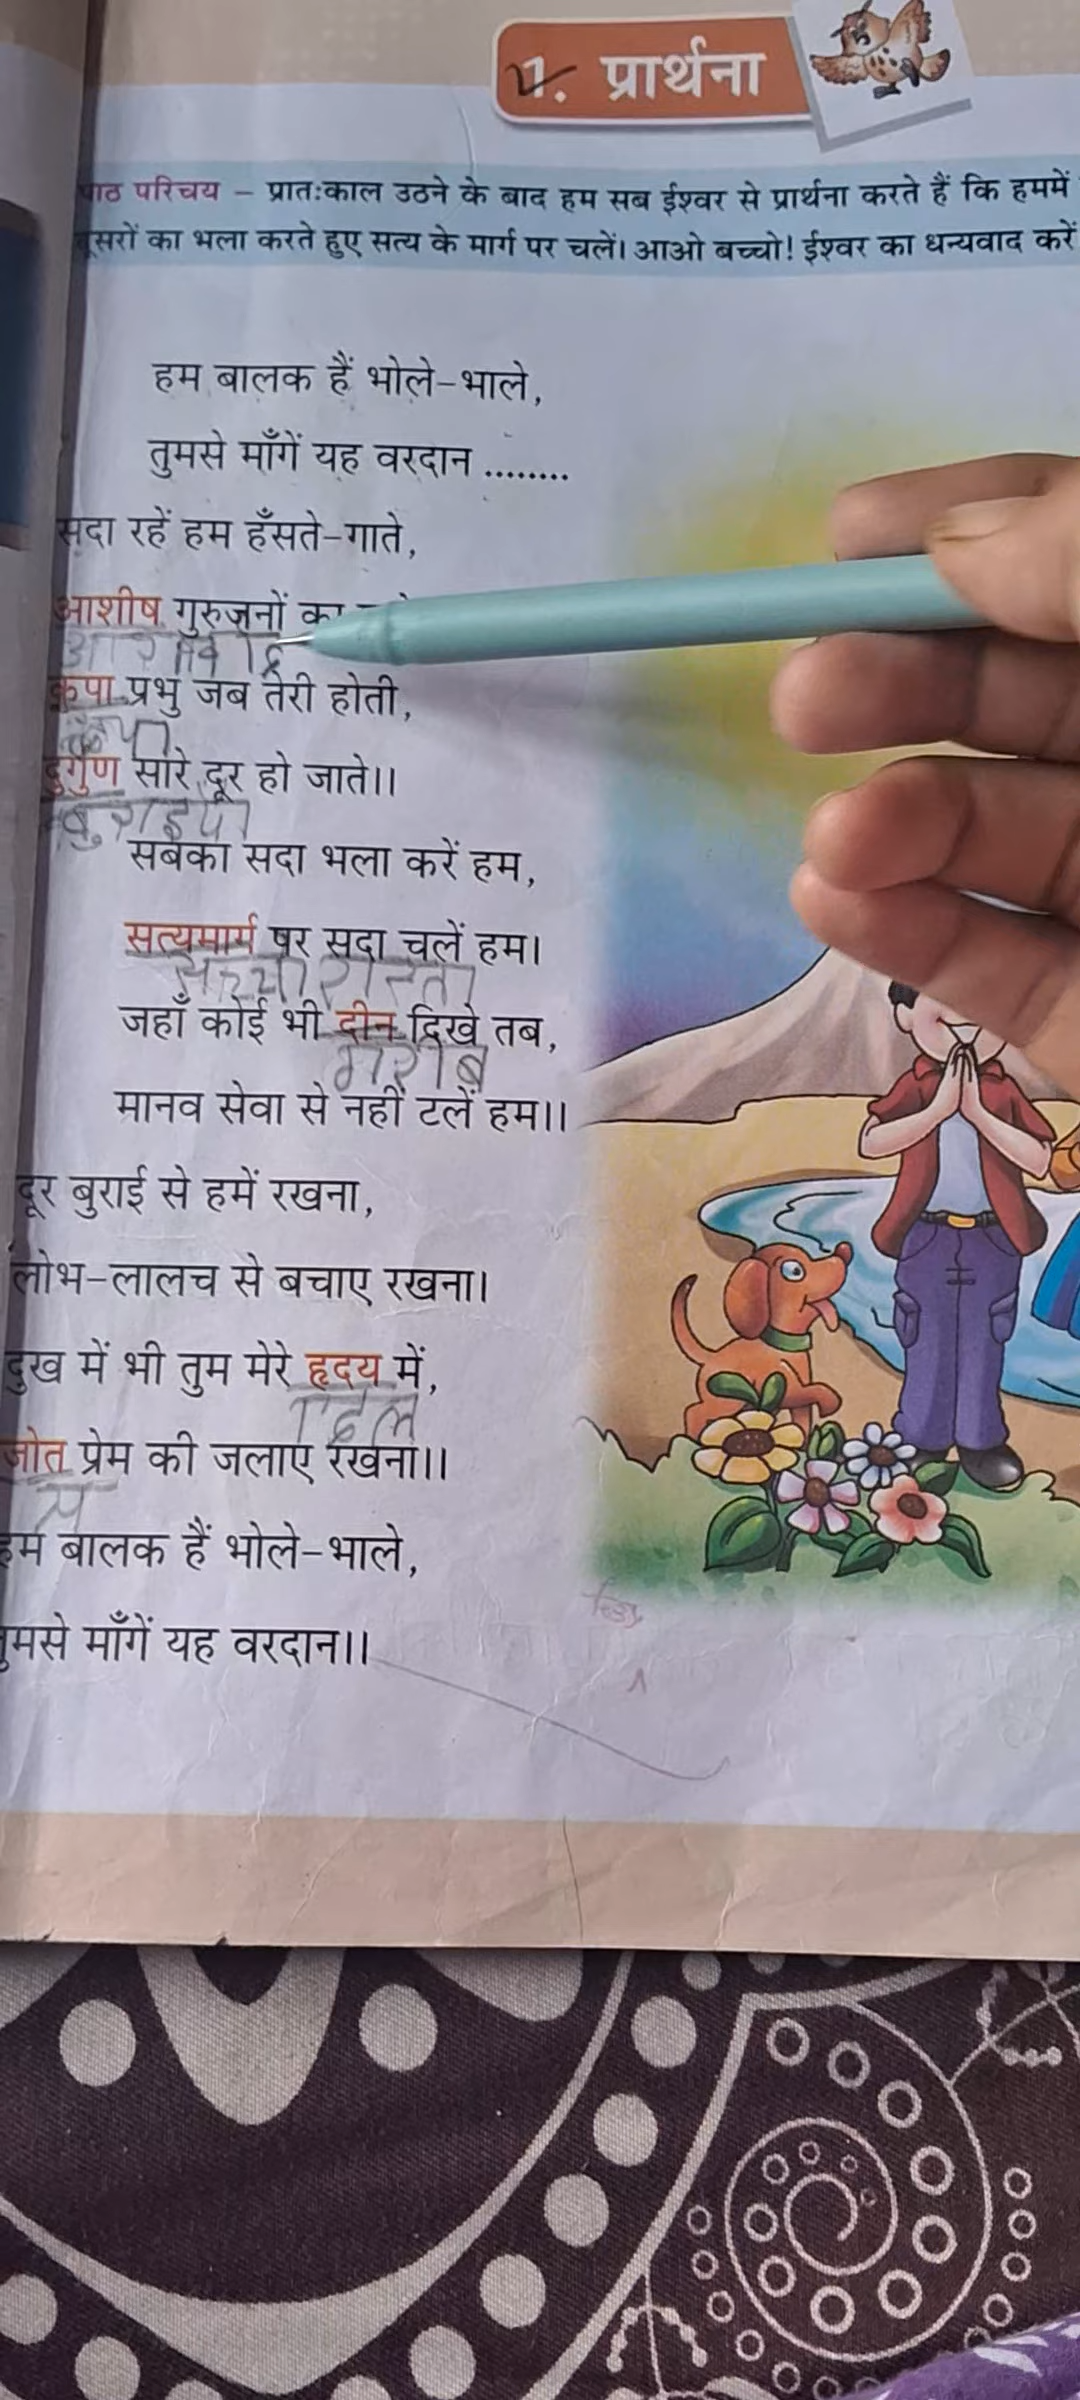 1. प्रार्थना
पाठ परिचय – प्रातःकाल उठने के बाद हम सब ईश्वर से प्रार्थना करते हैं कि हममें
दूसरों का भला करते हुए सत्य के मार्ग पर चलें। आओ बच्चो! ईश्वर का धन्यवाद करें
हम बालक हैं भोले-भाले,
तुमसे माँगें यह वरदान ........
सदा रहें हम हँसते-गाते,
आशीष गुरुजनों का
कृपा प्रभु जब तेरी होती,
दुर्गुण सारे दूर हो जाते।।
सबका सदा भला करें हम,
सत्यमार्ग पर सदा चलें हम।
सच्चा रास्ता
जहाँ कोई भी दीन दिखे तब,
गरीब
मानव सेवा से नहीं टलें हम।।
दूर बुराई से हमें रखना,
लोभ-लालच से बचाए रखना।
दुख में भी तुम मेरे हृदय में,
दिल
जोत प्रेम की जलाए रखना।।
हम बालक हैं भोले-भाले,
तुमसे माँगें यह वरदान।।